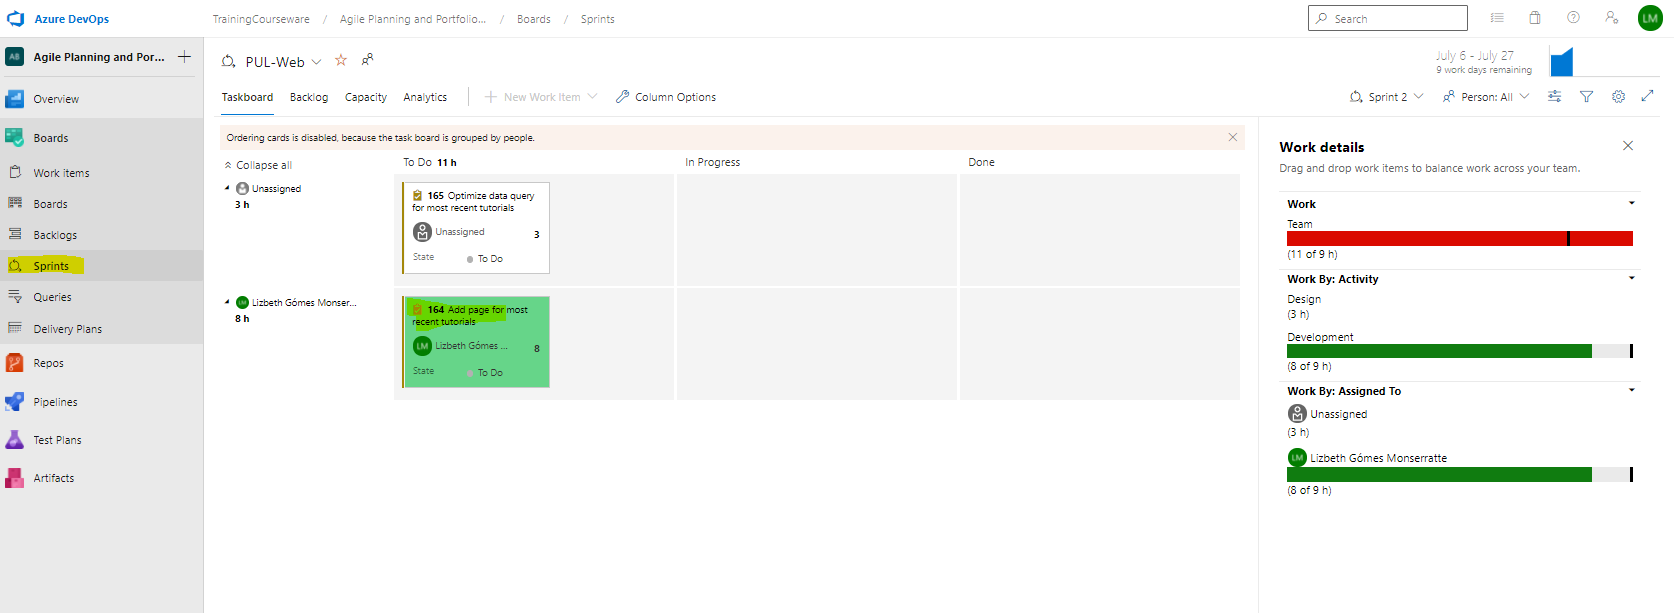 Azure DevOps
TrainingCourseware / Agile Planning and Portfolio... / Boards / Sprints
Search
LM
AB Agile Planning and Por...
Overview
Boards
Work items
Boards
Backlogs
Sprints
Queries
Delivery Plans
Repos
Pipelines
Test Plans
Artifacts
PUL-Web
July 6 - July 27
9 work days remaining
Taskboard Backlog Capacity Analytics New Work Item Column Options
Sprint 2 Person: All
Ordering cards is disabled, because the task board is grouped by people.
Collapse all
To Do 11 h In Progress Done
Unassigned
3 h
165 Optimize data query
for most recent tutorials
Unassigned 3
State To Do
LM Lizbeth Gómes Monser...
8 h
164 Add page for most
recent tutorials
LM Lizbeth Gómes ... 8
State To Do
Work details
Drag and drop work items to balance work across your team.
Work
Team
(11 of 9 h)
Work By: Activity
Design
(3 h)
Development
(8 of 9 h)
Work By: Assigned To
Unassigned
(3 h)
LM Lizbeth Gómes Monserratte
(8 of 9 h)